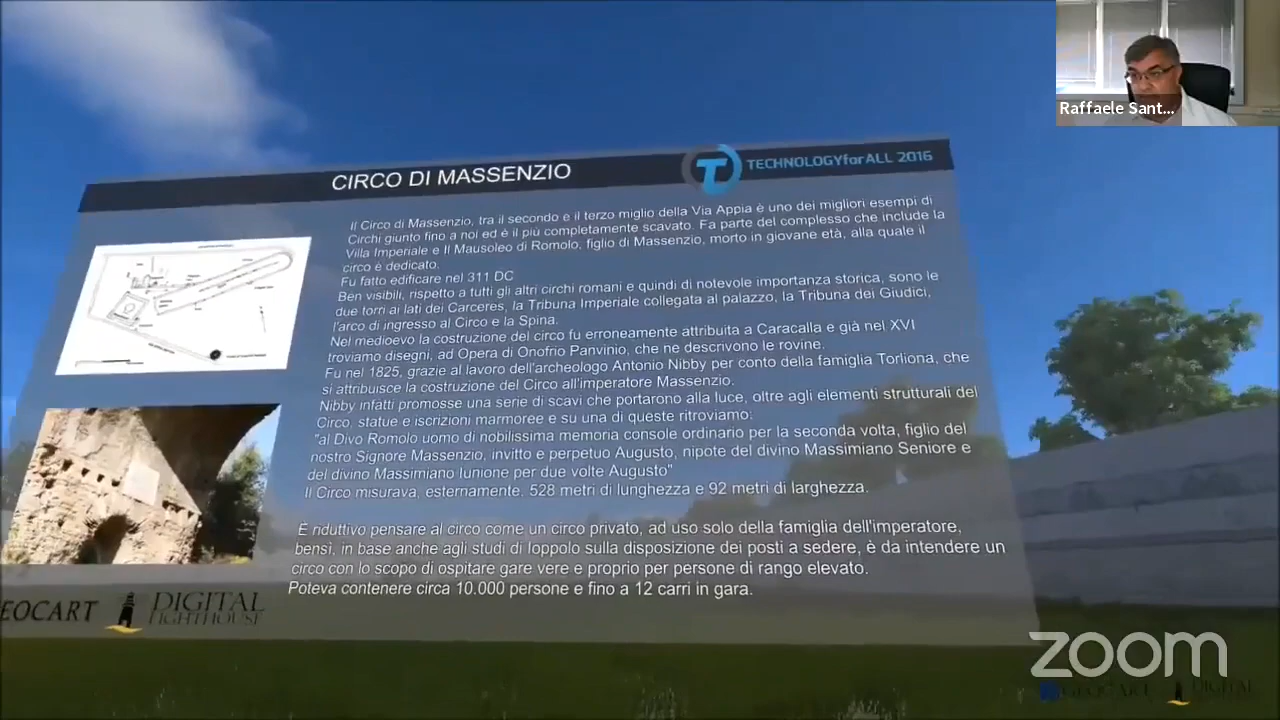 Raffaele Sant...
CIRCO DI MASSENZIO
TECHNOLOGYforALL 2016
Il Circo di Massenzio, tra il secondo e il terzo miglio della Via Appia è uno dei migliori esempi di
Circhi giunto fino a noi ed è il più completamente scavato. Fa parte del complesso che include la
Villa Imperiale e Il Mausoleo di Romolo, figlio di Massenzio, morto in giovane età, alla quale il
circo è dedicato.
Fu fatto edificare nel 311 DC
Ben visibili, rispetto a tutti gli altri circhi romani e quindi di notevole importanza storica, sono le
due torri ai lati dei Carceres, la Tribuna Imperiale collegata al palazzo, la Tribuna dei Giudici,
l'arco di ingresso al Circo e la Spina.
Nel medioevo la costruzione del circo fu erroneamente attribuita a Caracalla e già nel XVI
troviamo disegni, ad Opera di Onofrio Panvinio, che ne descrivono le rovine.
Fu nel 1825, grazie al lavoro dell'archeologo Antonio Nibby per conto della famiglia Torliona, che
si attribuisce la costruzione del Circo all'imperatore Massenzio.
Nibby infatti promosse una serie di scavi che portarono alla luce, oltre agli elementi strutturali del
Circo, statue e iscrizioni marmoree e su una di queste ritroviamo:
"al Divo Romolo uomo di nobilissima memoria console ordinario per la seconda volta, figlio del
nostro Signore Massenzio, invitto e perpetuo Augusto, nipote del divino Massimiano Seniore e
del divino Massimiano Iunione per due volte Augusto"
Il Circo misurava, esternamente, 528 metri di lunghezza e 92 metri di larghezza.
È riduttivo pensare al circo come un circo privato, ad uso solo della famiglia dell'imperatore,
bensì, in base anche agli studi di Ioppolo sulla disposizione dei posti a sedere, è da intendere un
circo con lo scopo di ospitare gare vere e proprio per persone di rango elevato.
Poteva contenere circa 10.000 persone e fino a 12 carri in gara.
EOCART
DIGITAL
LIGHTHOUSE
zoom
GEOCART
DIGITAL